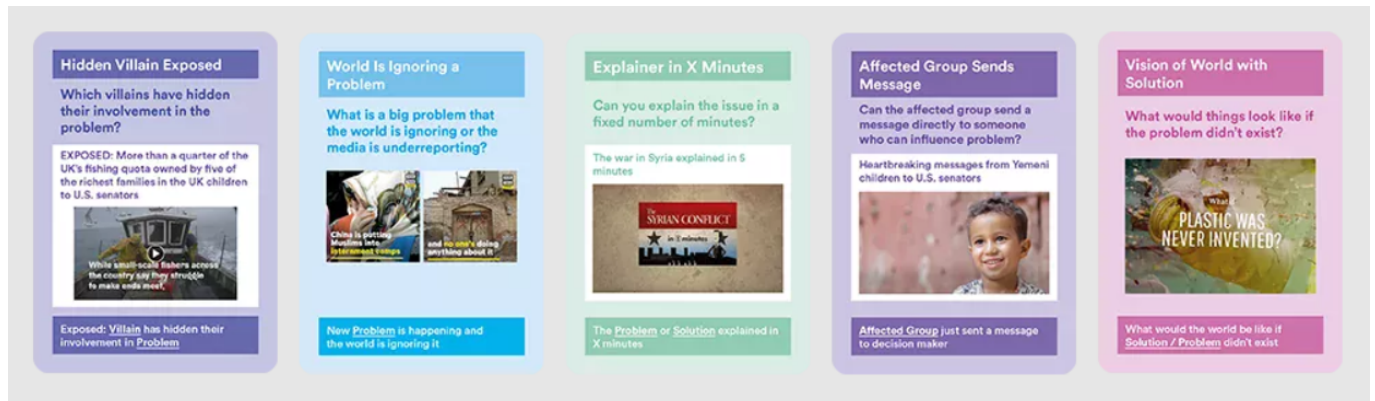 Hidden Villain Exposed
Which villains have hidden
their involvement in the
problem?
EXPOSED: More than a quarter of the
UK's fishing quota owned by five of
the richest families in the UK children
to U.S. senators
While small-scale fishers across
the country say they struggle
to make ends meet,
Exposed: Villain has hidden their
involvement in Problem
World Is Ignoring a
Problem
What is a big problem that
the world is ignoring or the
media is underreporting?
China is putting
Muslims into
internment camps
and no one's doing
anything about it
New Problem is happening and
the world is ignoring it
Explainer in X Minutes
Can you explain the issue in a
fixed number of minutes?
The war in Syria explained in 5
minutes
The
SYRIAN CONFLICT
in minutes
The Problem or Solution explained in
X minutes
Affected Group Sends
Message
Can the affected group send a
message directly to someone
who can influence problem?
Heartbreaking messages from Yemeni
children to U.S. senators
Affected Group just sent a message
to decision maker
Vision of World with
Solution
What would things look like if
the problem didn't exist?
What if
PLASTIC WAS
NEVER INVENTED?
What would the world be like if
Solution / Problem didn't exist